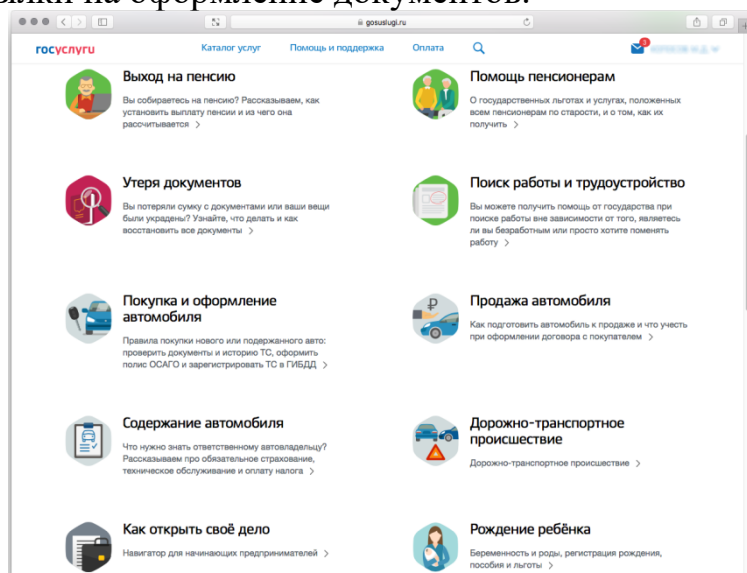 ылки на оформление документов.
gosuslugi.ru
госуслуги
Каталог услуг Помощь и поддержка Оплата
3
Выход на пенсию
Вы собираетесь на пенсию? Рассказываем, как
установить выплату пенсии и из чего она
рассчитывается >
Помощь пенсионерам
О государственных льготах и услугах, положенных
всем пенсионерам по старости, и о том, как их
получить >
Утеря документов
Вы потеряли сумку с документами или ваши вещи
были украдены? Узнайте, что делать и как
восстановить все документы >
Поиск работы и трудоустройство
Вы можете получить помощь от государства при
поиске работы вне зависимости от того, являетесь
ли вы безработным или просто хотите поменять
работу >
Покупка и оформление
автомобиля
Правила покупки нового или подержанного авто:
проверить документы и историю ТС, оформить
полис ОСАГО и зарегистрировать ТС в ГИБДД >
Продажа автомобиля
Как подготовить автомобиль к продаже и что учесть
при оформлении договора с покупателем >
Содержание автомобиля
Что нужно знать ответственному автовладельцу?
Рассказываем про обязательное страхование,
техническое обслуживание и оплату налога >
Дорожно-транспортное
происшествие
Дорожно-транспортное происшествие >
Как открыть своё дело
Навигатор для начинающих предпринимателей >
Рождение ребёнка
Беременность и роды, регистрация рождения,
пособия и льготы >